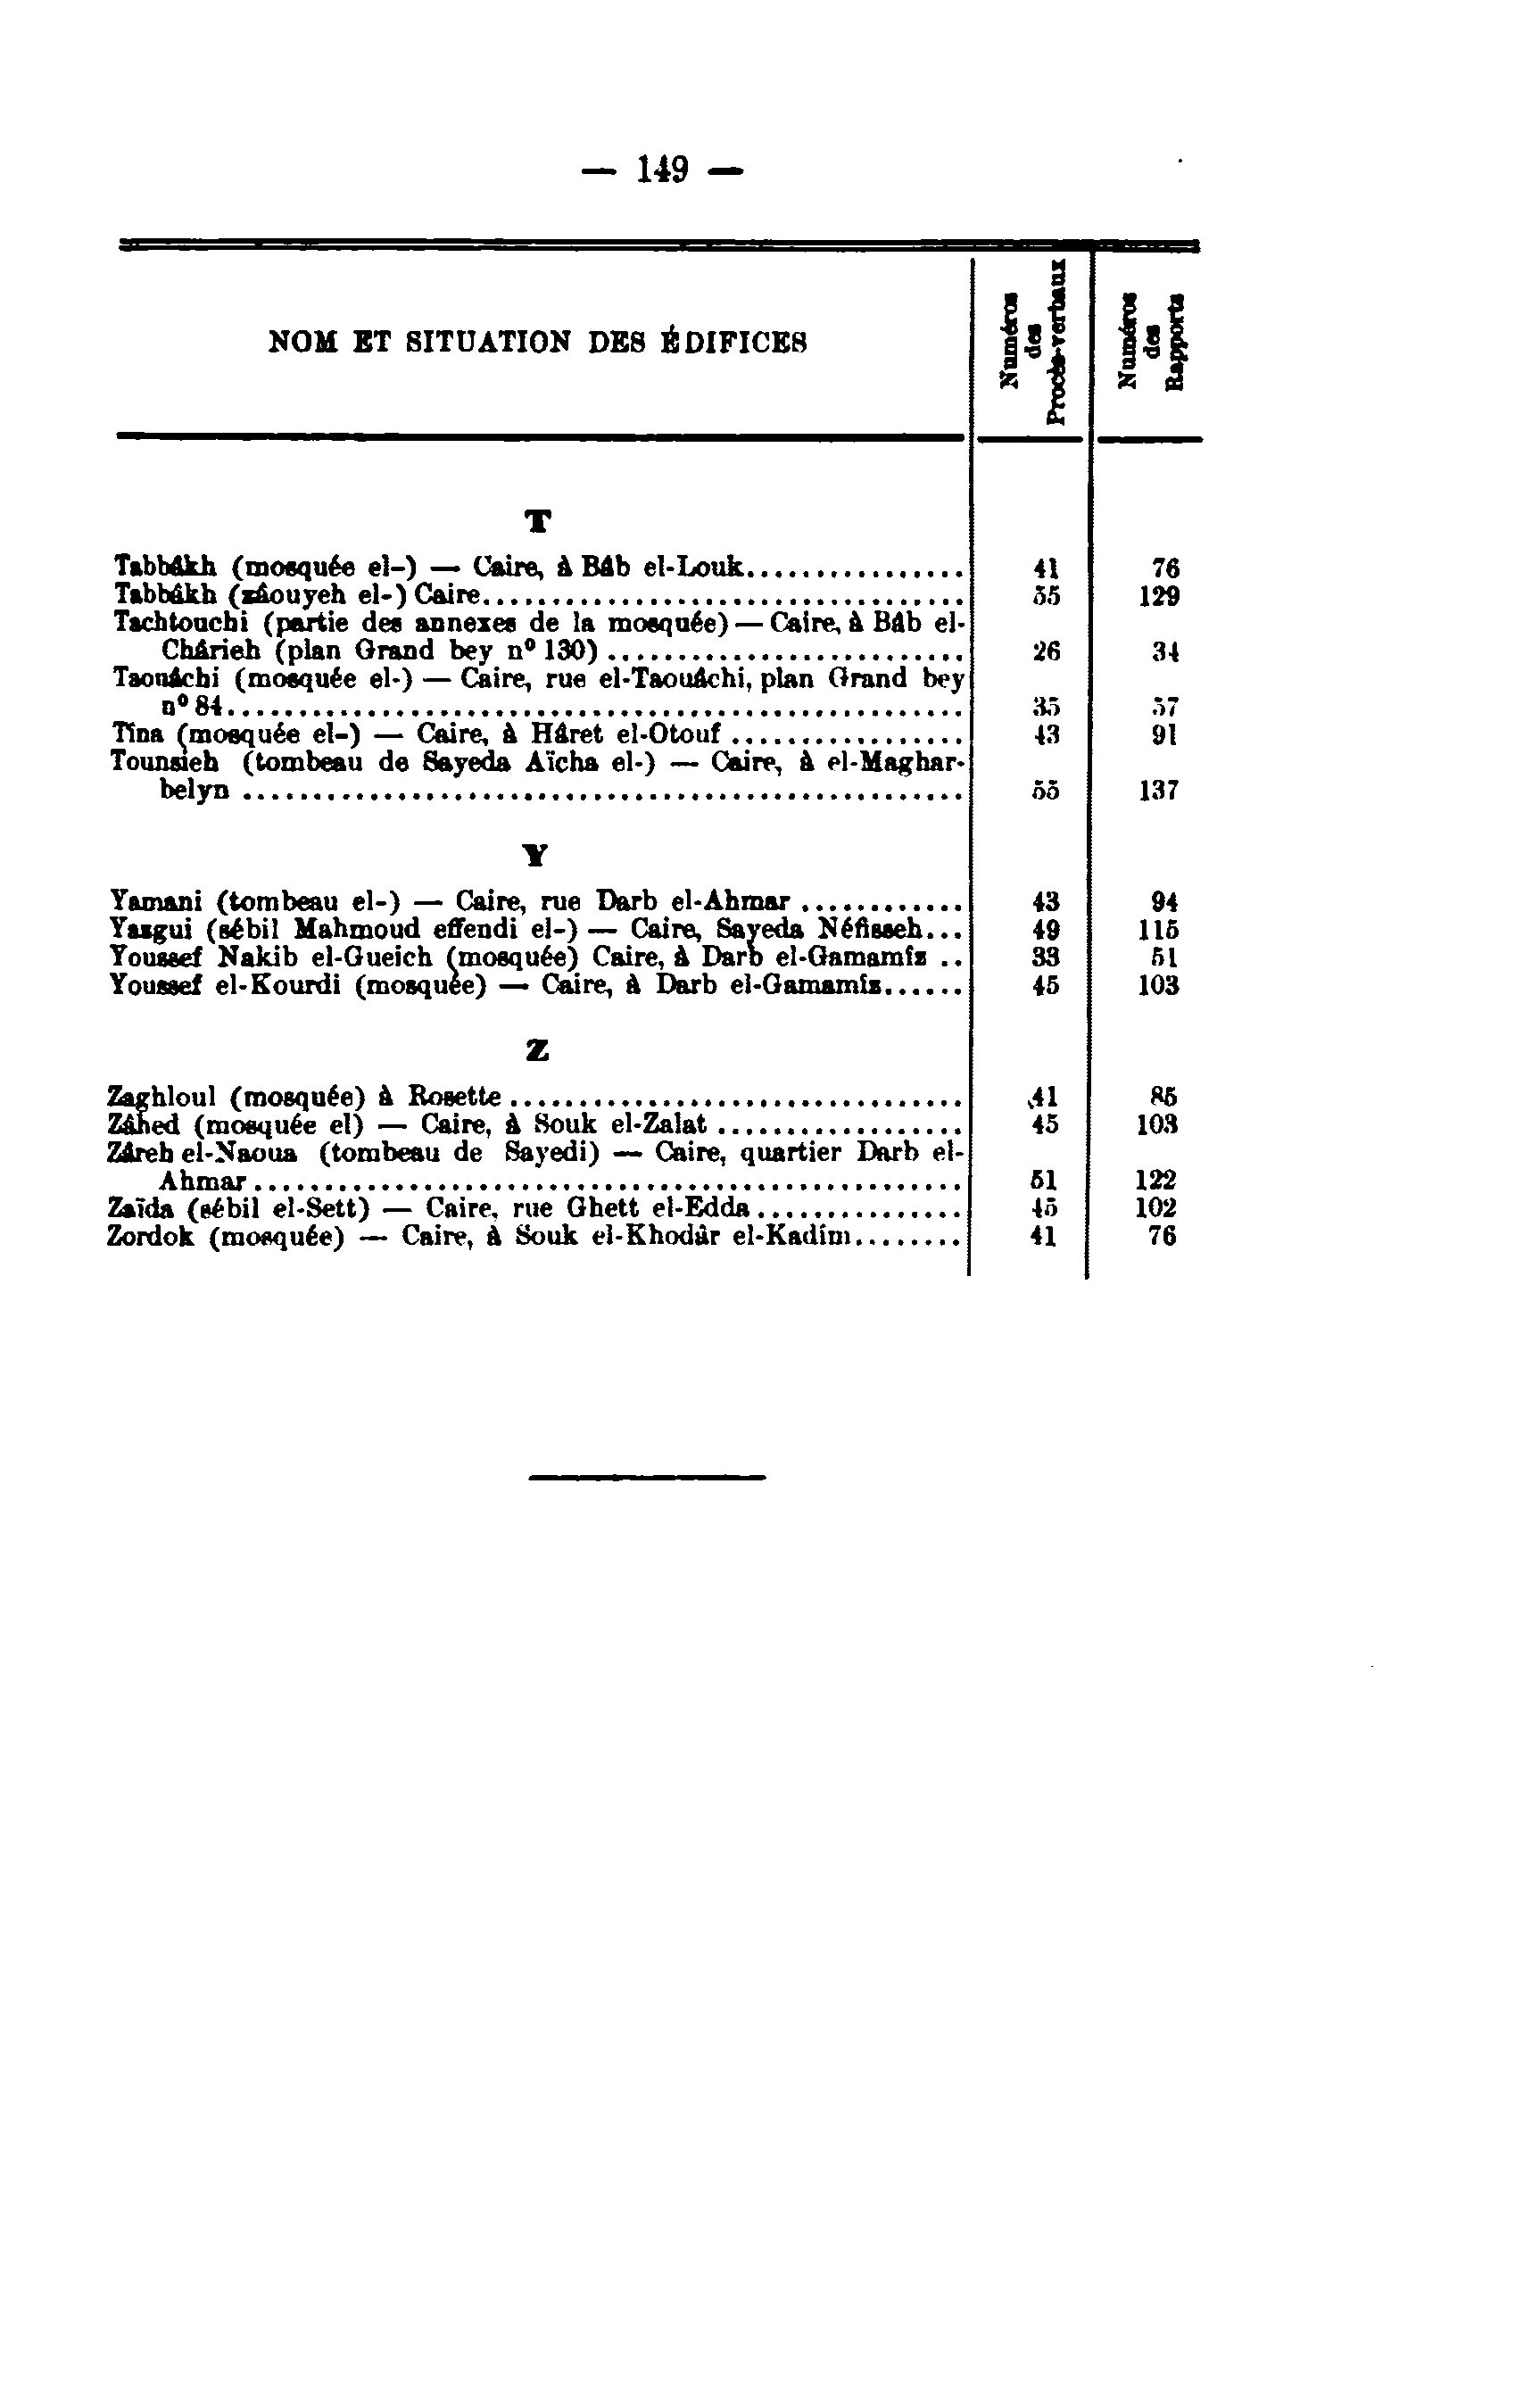 — 149 —
NOM ET SITUATION DES ÉDIFICES
Numéros
des
Procès-verbaux
Numéros
des
Rapports
T
Tabbâkh (mosquée el-) — Caire, à Bâb el-Louk................ 41 76
Tabbâkh (zâouyeh el-) Caire................................... 55 129
Tachtouchi (partie des annexes de la mosquée) — Caire, à Bâb el-
Chârieh (plan Grand bey n° 130) .......................... 26 34
Taouâchi (mosquée el-) — Caire, rue el-Taouâchi, plan Grand bey
n° 84..................................................... 35 57
Tîna (mosquée el-) — Caire, à Hâret el-Otouf ................. 43 91
Tounsieh (tombeau de Sayeda Aïcha el-) — Caire, à el-Maghar-
belyn .................................................... 55 137
Y
Yamani (tombeau el-) — Caire, rue Darb el-Ahmar ............ 43 94
Yazgui (sébil Mahmoud effendi el-) — Caire, Sayeda Néfisseh... 49 115
Youssef Nakib el-Gueich (mosquée) Caire, à Darb el-Gamamîz .. 33 51
Youssef el-Kourdi (mosquée) — Caire, à Darb el-Gamamîz...... 45 103
Z
Zaghloul (mosquée) à Rosette ................................. 41 85
Zâhed (mosquée el) — Caire, à Souk el-Zalat .................. 45 103
Zâreh el-Naoua (tombeau de Sayedi) — Caire, quartier Darb el-
Ahmar................................................... 51 122
Zaïda (sébil el-Sett) — Caire, rue Ghett el-Edda............... 45 102
Zordok (mosquée) — Caire, à Souk el-Khodâr el-Kadîm........ 41 76